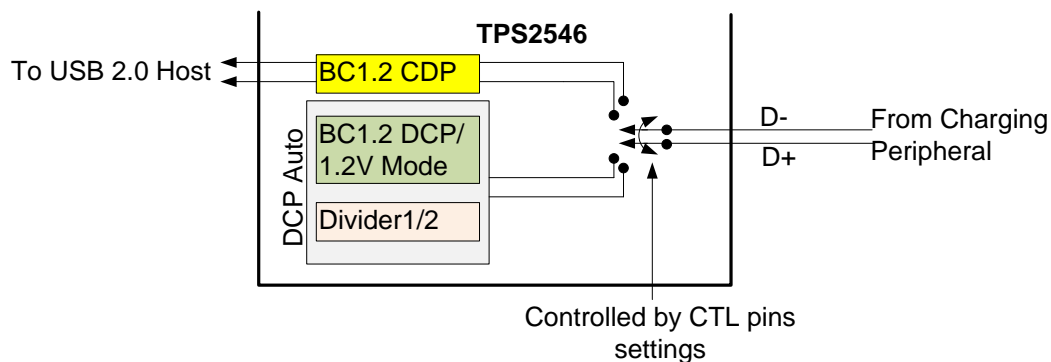 TPS2546
To USB 2.0 Host
BC1.2 CDP
DCP Auto
BC1.2 DCP/
1.2V Mode
Divider1/2
D-
D+
From Charging
Peripheral
Controlled by CTL pins
settings